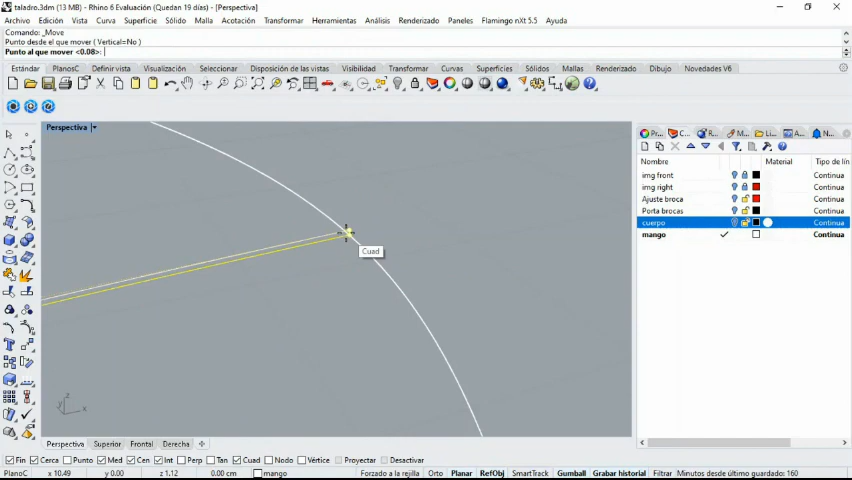 taladro.3dm (13 MB) - Rhino 6 Evaluación (Quedan 19 días) - [Perspectiva]
Archivo Edición Vista Curva Superficie Sólido Malla Acotación Transformar Herramientas Análisis Renderizado Paneles Flamingo nXt 5.5 Ayuda
Comando: _Move
Punto desde el que mover ( Vertical=No )
Punto al que mover <0.08>:
Estándar PlanosC Definir vista Visualización Selección Disposición de las vistas Visibilidad Transformar Curvas Superficies Sólidos Mallas Renderizado Dibujo Novedades V6
Perspectiva
Nombre Material Tipo de lín
img front Continua
img right Continua
Ajuste broca Continua
Porta brocas Continua
cuerpo Continua
mango Continua
Cuad
z
y x
Perspectiva Superior Frontal Derecha
Fin Cerca Punto Med Cen Int Perp Tan Cuad Nodo Vértice Proyectar Desactivar
PlanoC x 10.49 y 0.00 z 1.12 0.00 cm mango Forzado a la rejilla Orto Planar RefObj SmartTrack Gumball Grabar historial Filtrar Minutos desde último guardado: 160